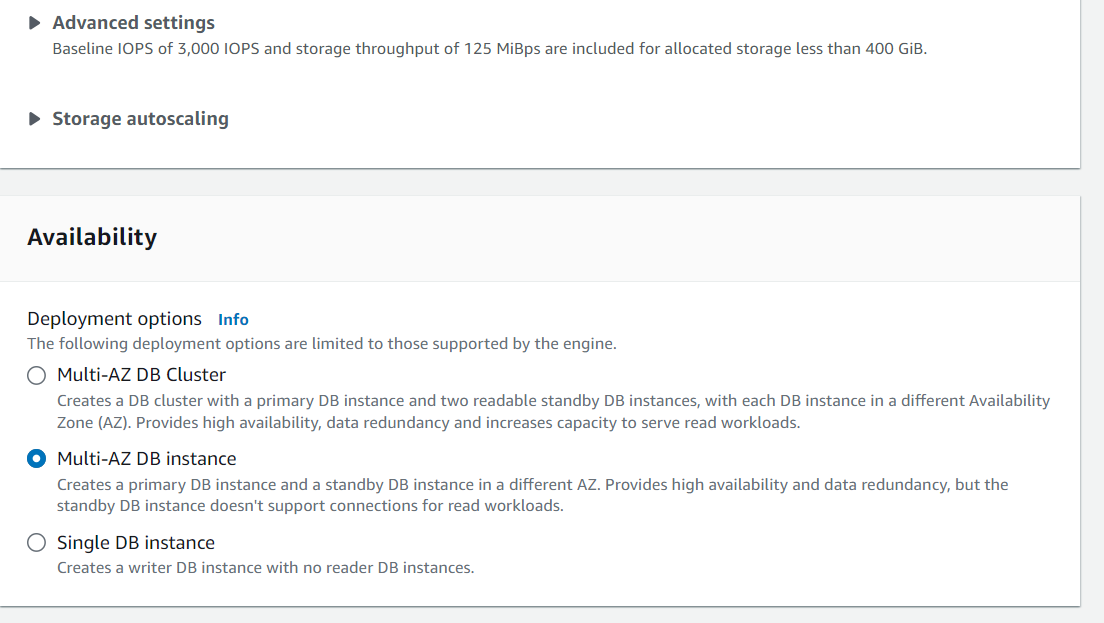 Advanced settings
Baseline IOPS of 3,000 IOPS and storage throughput of 125 MiBps are included for allocated storage less than 400 GiB.
Storage autoscaling
Availability
Deployment options Info
The following deployment options are limited to those supported by the engine.
Multi-AZ DB Cluster
Creates a DB cluster with a primary DB instance and two readable standby DB instances, with each DB instance in a different Availability
Zone (AZ). Provides high availability, data redundancy and increases capacity to serve read workloads.
Multi-AZ DB instance
Creates a primary DB instance and a standby DB instance in a different AZ. Provides high availability and data redundancy, but the
standby DB instance doesn't support connections for read workloads.
Single DB instance
Creates a writer DB instance with no reader DB instances.